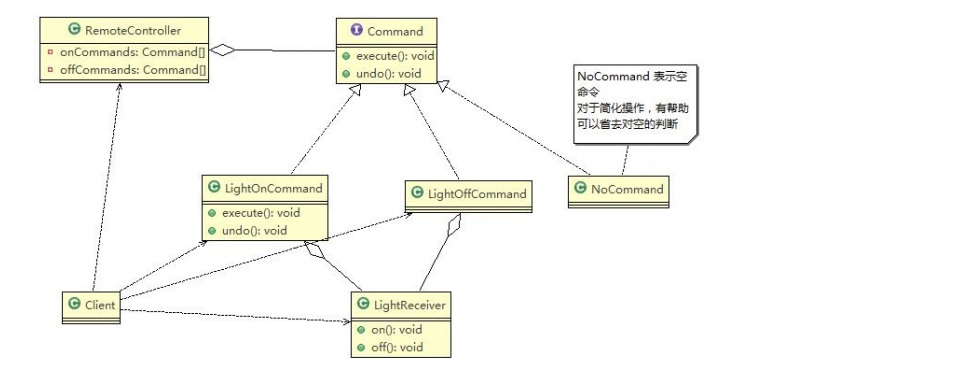 RemoteController
onCommands: Command[]
offCommands: Command[]
Command
execute(): void
undo(): void
NoCommand 表示空
命令
对于简化操作，有帮助
可以省去对空的判断
LightOnCommand
execute(): void
undo(): void
LightOffCommand
NoCommand
Client
LightReceiver
on(): void
off(): void